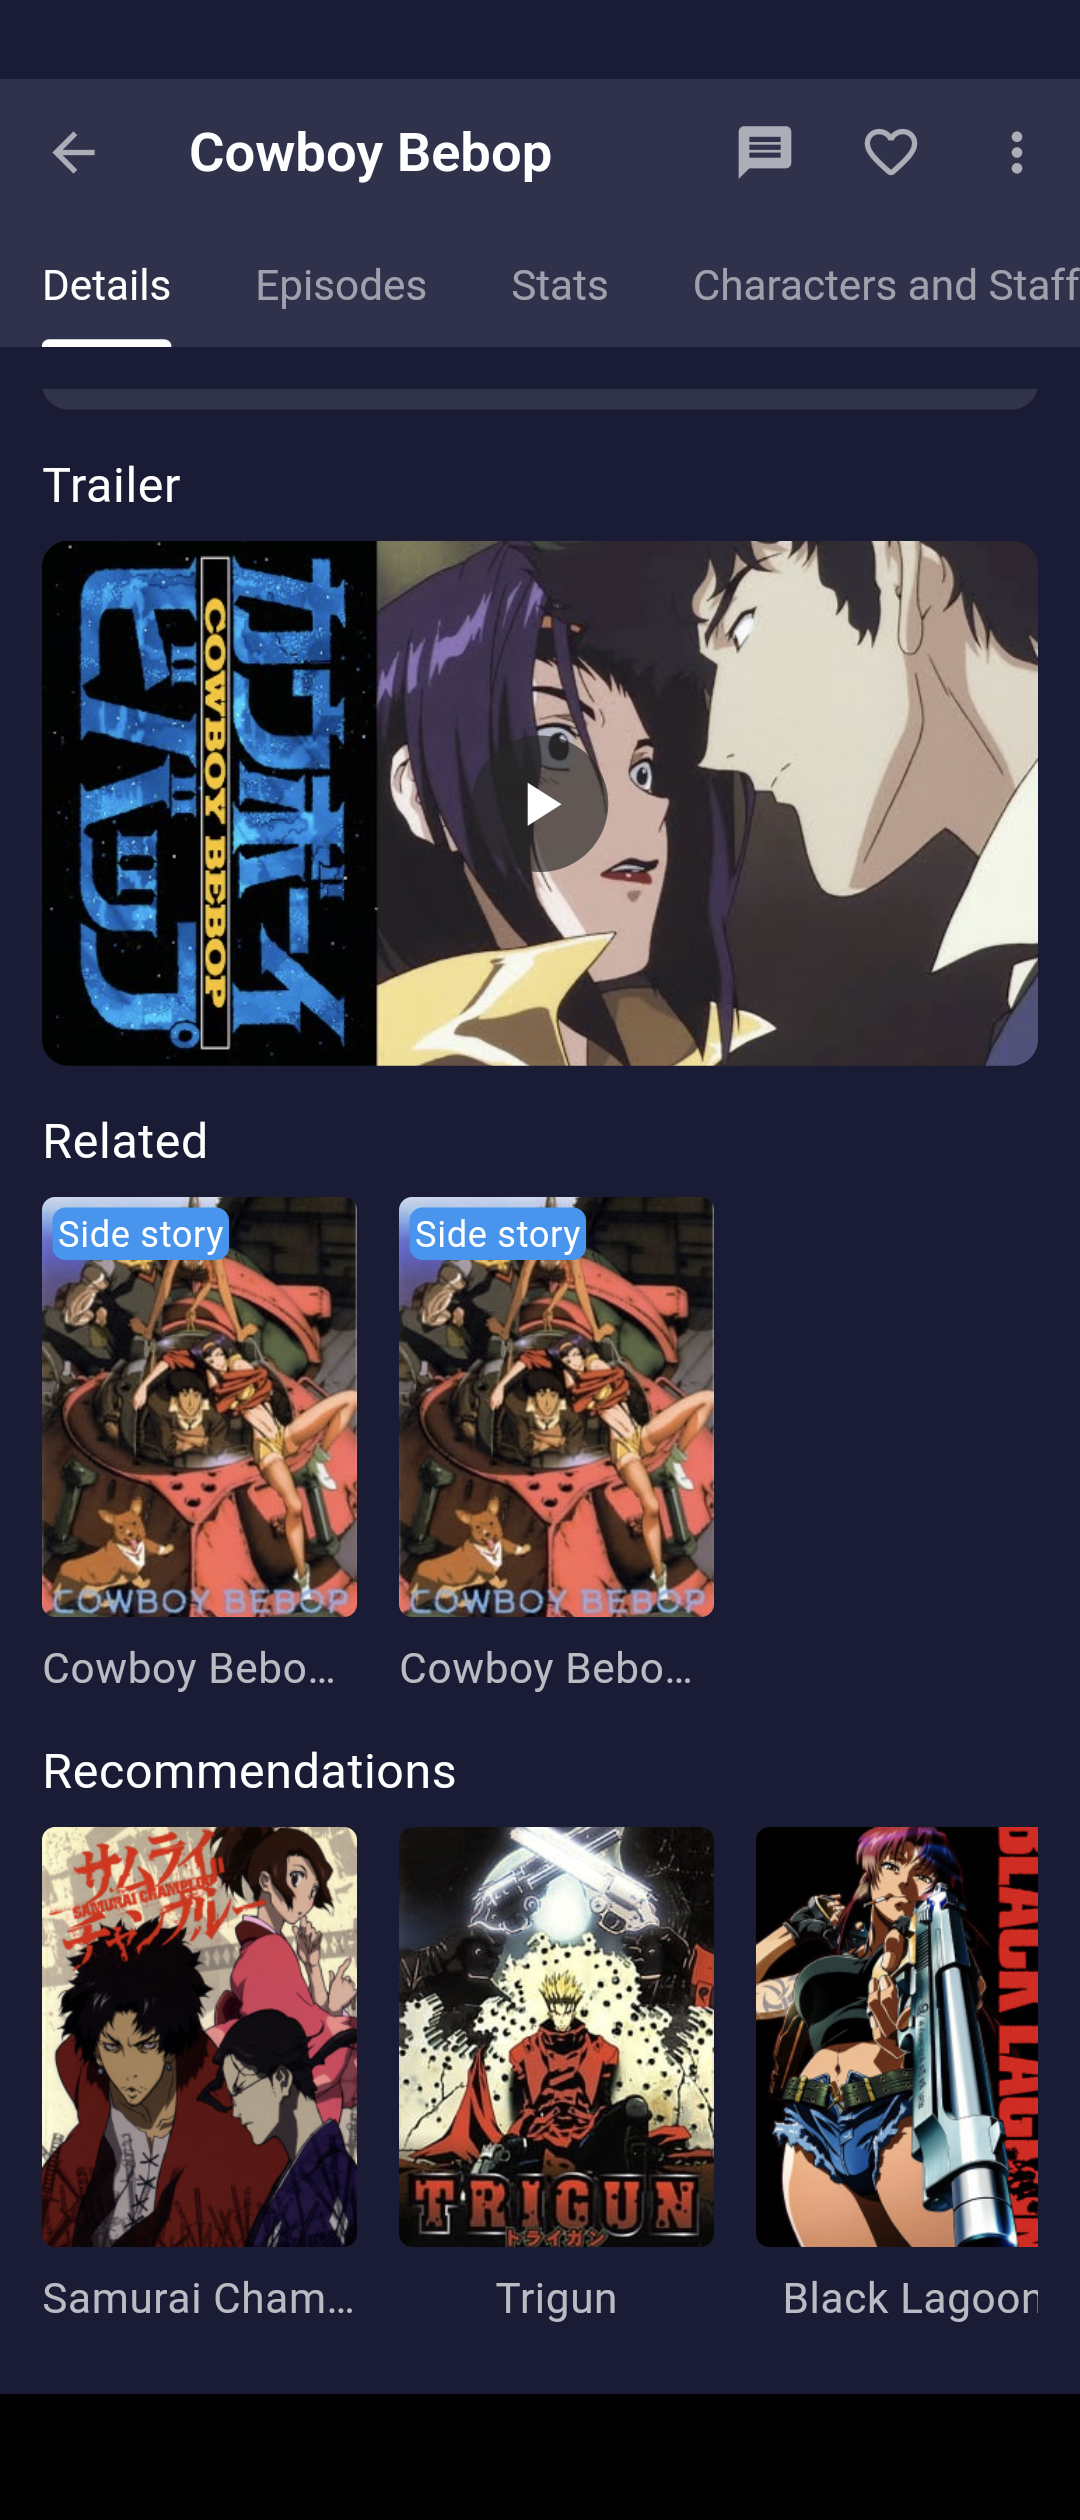 Cowboy Bebop
Details
Episodes
Stats
Characters and Staff
Trailer
カウボーイ
COWBOY BEBOP
ビバップ。
Related
Side story
Side story
COWBOY BEBOP
COWBOY BEBOP
Cowboy Bebo...
Cowboy Bebo...
Recommendations
サムライ
SAMURAI CHAMPLOO
チャンプルー
TRIGUN
トライガン
BLACK LAGOON
Samurai Cham...
Trigun
Black Lagoon